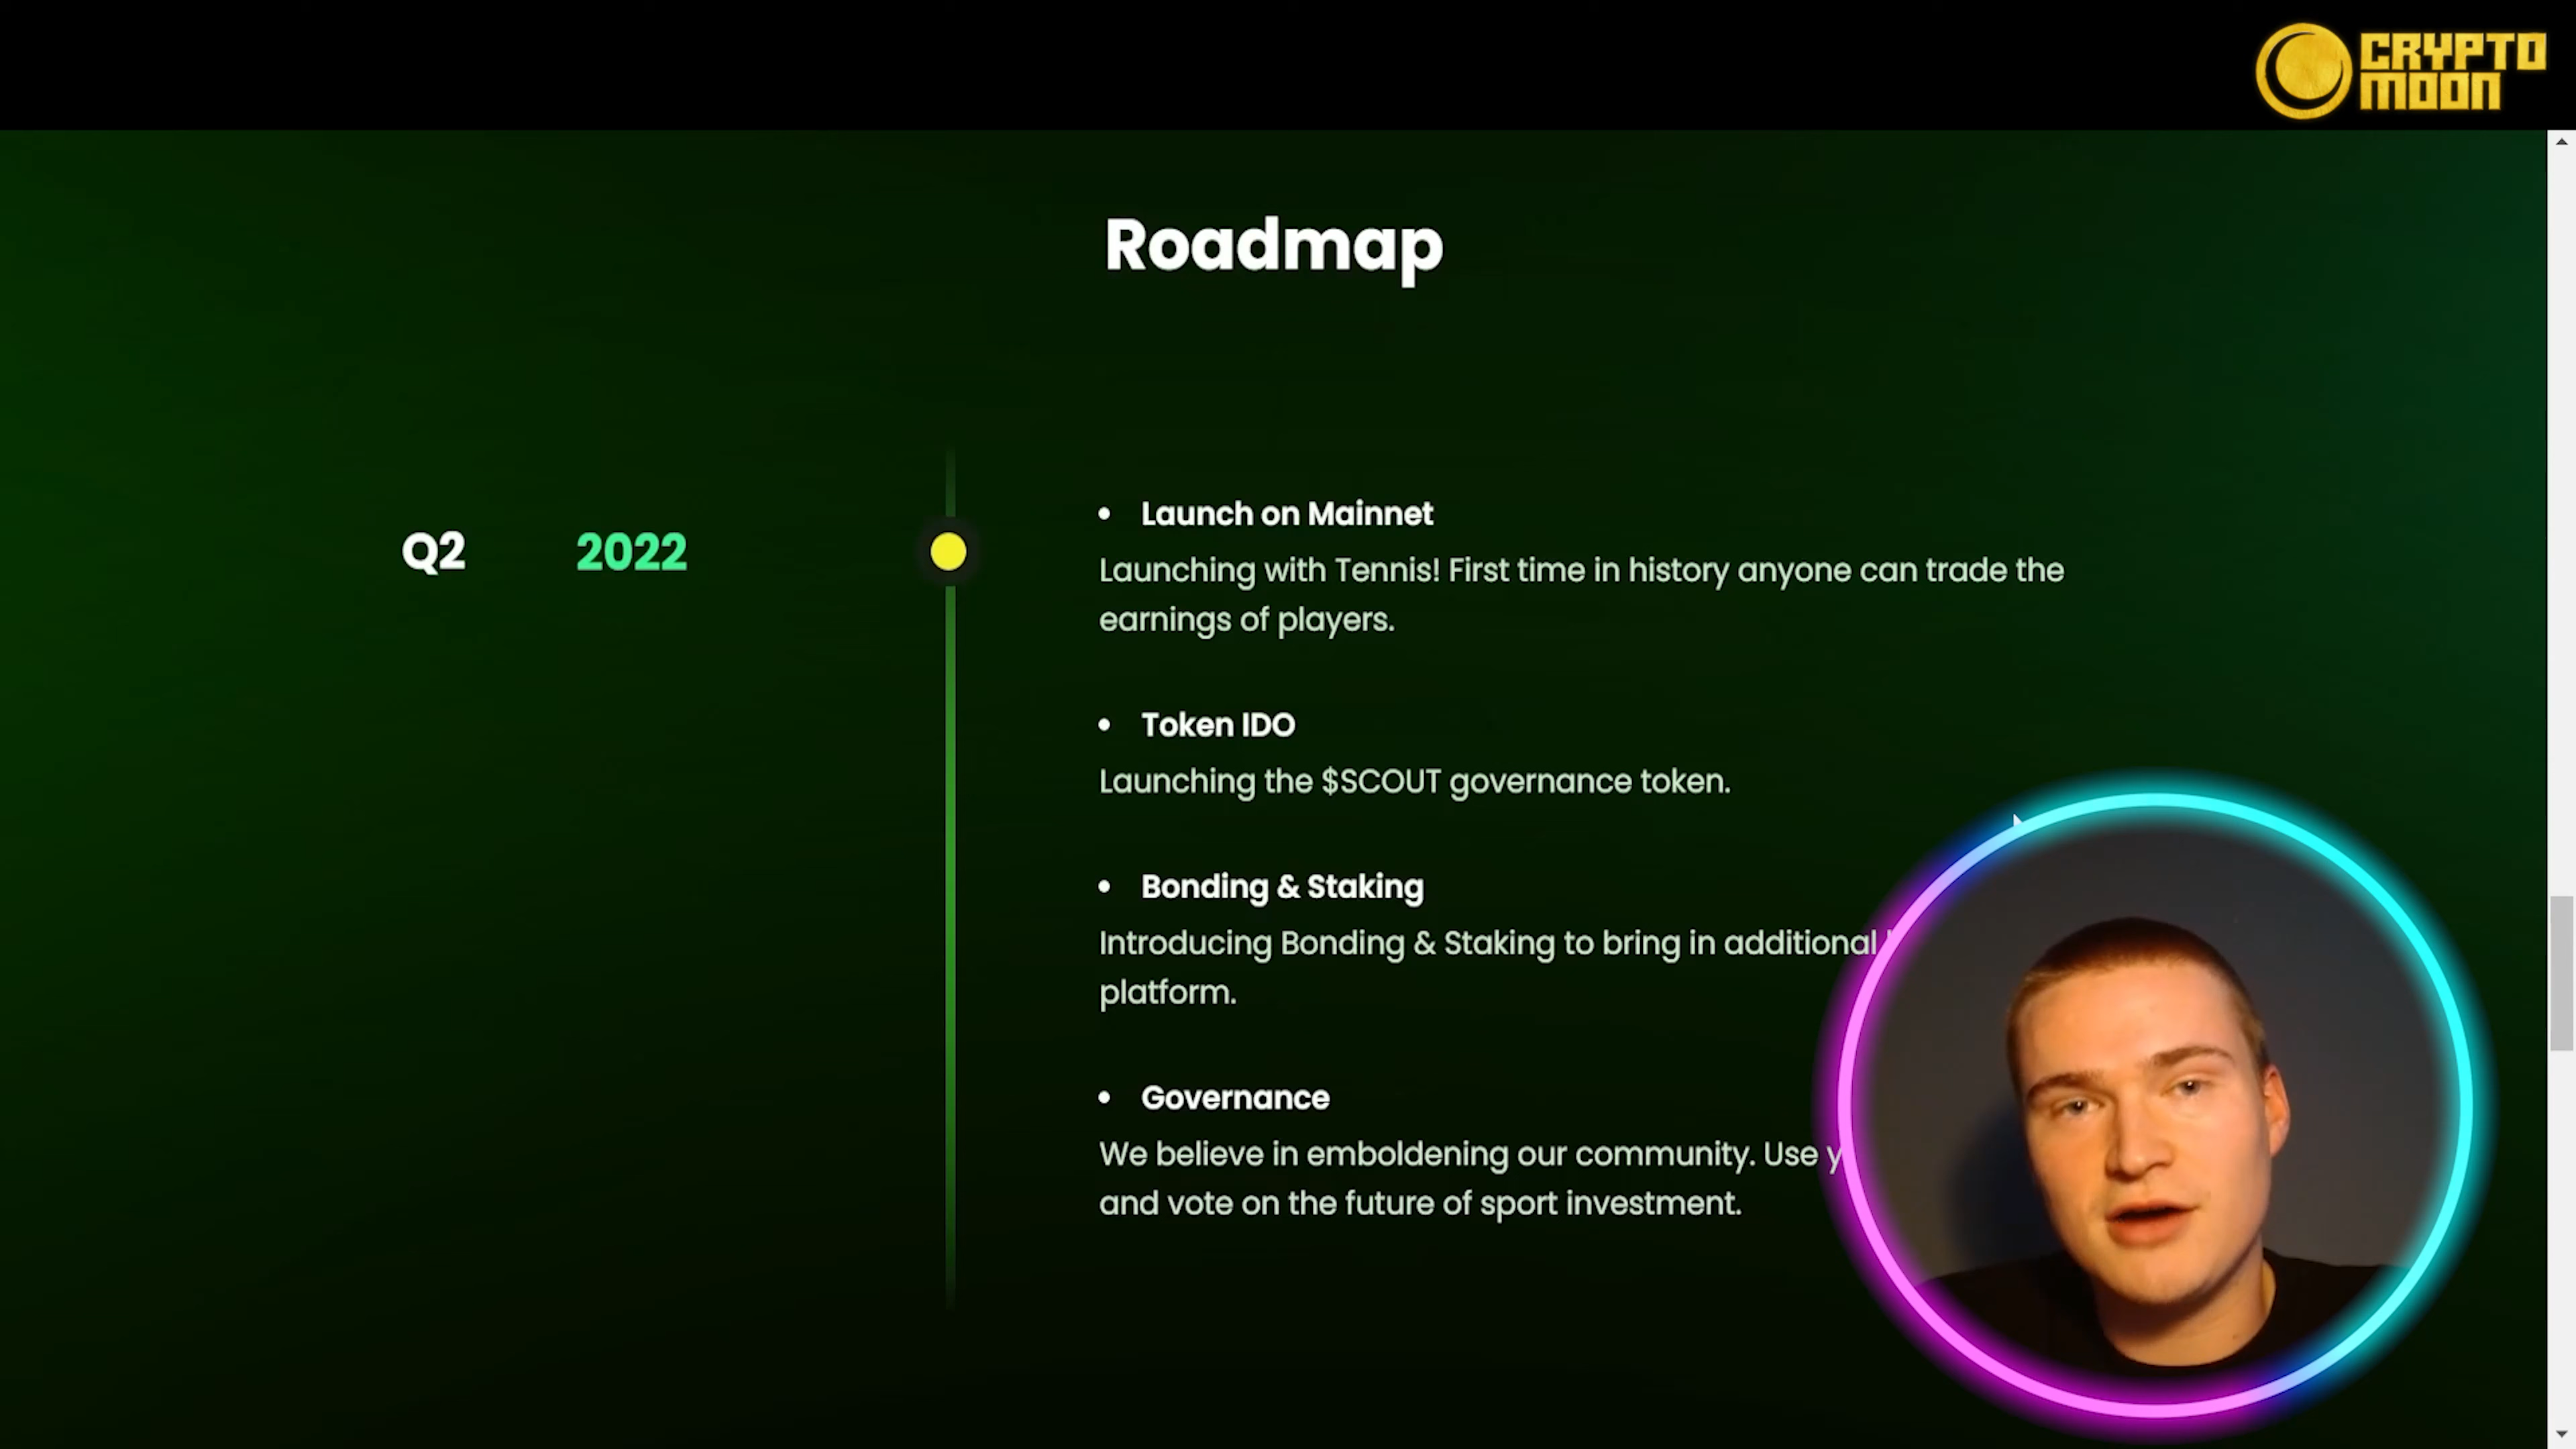 CRYPTO
MOON
Roadmap
Q2 2022
• Launch on Mainnet
Launching with Tennis! First time in history anyone can trade the
earnings of players.
• Token IDO
Launching the $SCOUT governance token.
• Bonding & Staking
Introducing Bonding & Staking to bring in additional
platform.
• Governance
We believe in emboldening our community. Use
and vote on the future of sport investment.